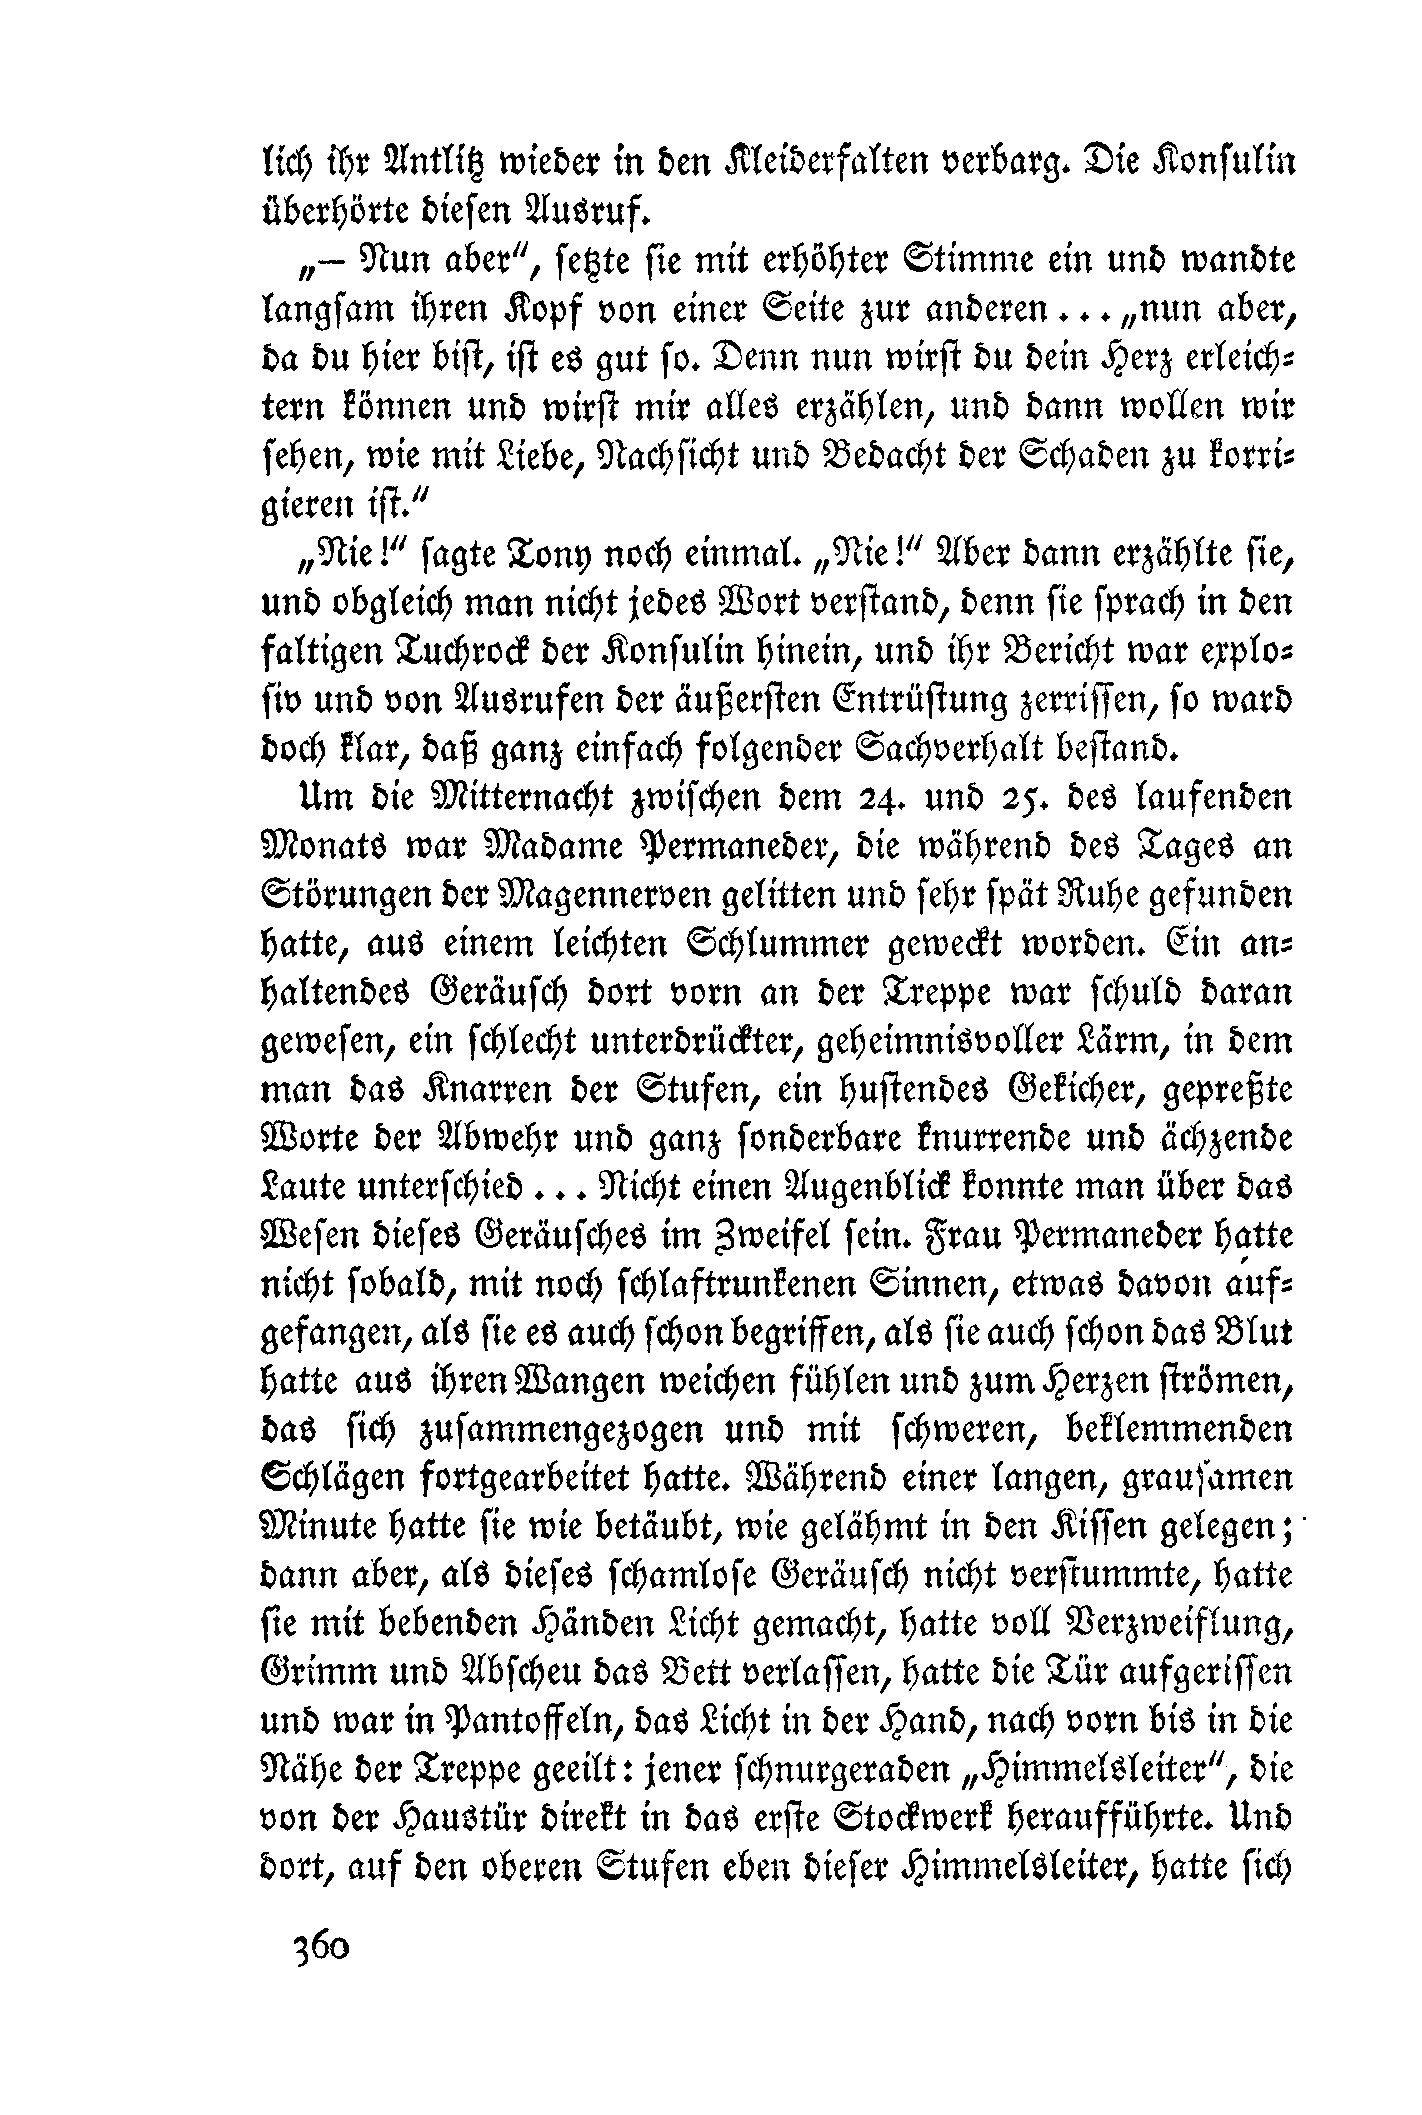 lich ihr Antlitz wieder in den Kleiderfalten verbarg. Die Konsulin
überhörte diesen Ausruf.
„— Nun aber“, setzte sie mit erhöhter Stimme ein und wandte
langsam ihren Kopf von einer Seite zur anderen . . . „nun aber,
da du hier bist, ist es gut so. Denn nun wirst du dein Herz erleich-
tern können und wirst mir alles erzählen, und dann wollen wir
sehen, wie mit Liebe, Nachsicht und Bedacht der Schaden zu korri-
gieren ist.“
„Nie!“ sagte Tony noch einmal. „Nie!“ Aber dann erzählte sie,
und obgleich man nicht jedes Wort verstand, denn sie sprach in den
faltigen Tuchrock der Konsulin hinein, und ihr Bericht war explo-
siv und von Ausrufen der äußersten Entrüstung zerrissen, so ward
doch klar, daß ganz einfach folgender Sachverhalt bestand.
Um die Mitternacht zwischen dem 24. und 25. des laufenden
Monats war Madame Permaneder, die während des Tages an
Störungen der Magennerven gelitten und sehr spät Ruhe gefunden
hatte, aus einem leichten Schlummer geweckt worden. Ein an-
haltendes Geräusch dort vorn an der Treppe war schuld daran
gewesen, ein schlecht unterdrückter, geheimnisvoller Lärm, in dem
man das Knarren der Stufen, ein hustendes Gekicher, gepreßte
Worte der Abwehr und ganz sonderbare knurrende und ächzende
Laute unterschied . . . Nicht einen Augenblick konnte man über das
Wesen dieses Geräusches im Zweifel sein. Frau Permaneder hatte
nicht sobald, mit noch schlaftrunkenen Sinnen, etwas davon auf-
gefangen, als sie es auch schon begriffen, als sie auch schon das Blut
hatte aus ihren Wangen weichen fühlen und zum Herzen strömen,
das sich zusammengezogen und mit schweren, beklemmenden
Schlägen fortgearbeitet hatte. Während einer langen, grausamen
Minute hatte sie wie betäubt, wie gelähmt in den Kissen gelegen;
dann aber, als dieses schamlose Geräusch nicht verstummte, hatte
sie mit bebenden Händen Licht gemacht, hatte voll Verzweiflung,
Grimm und Abscheu das Bett verlassen, hatte die Tür aufgerissen
und war in Pantoffeln, das Licht in der Hand, nach vorn bis in die
Nähe der Treppe geeilt: jener schnurgeraden „Himmelsleiter“, die
von der Haustür direkt in das erste Stockwerk heraufführte. Und
dort, auf den oberen Stufen eben dieser Himmelsleiter, hatte sich
360